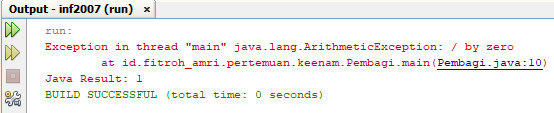 Output - inf2007 (run) ×
run:
Exception in thread "main" java.lang.ArithmeticException: / by zero
at id.fitroh_amri.pertemuan.keenam.Pembagi.main(Pembagi.java:10)
Java Result: 1
BUILD SUCCESSFUL (total time: 0 seconds)